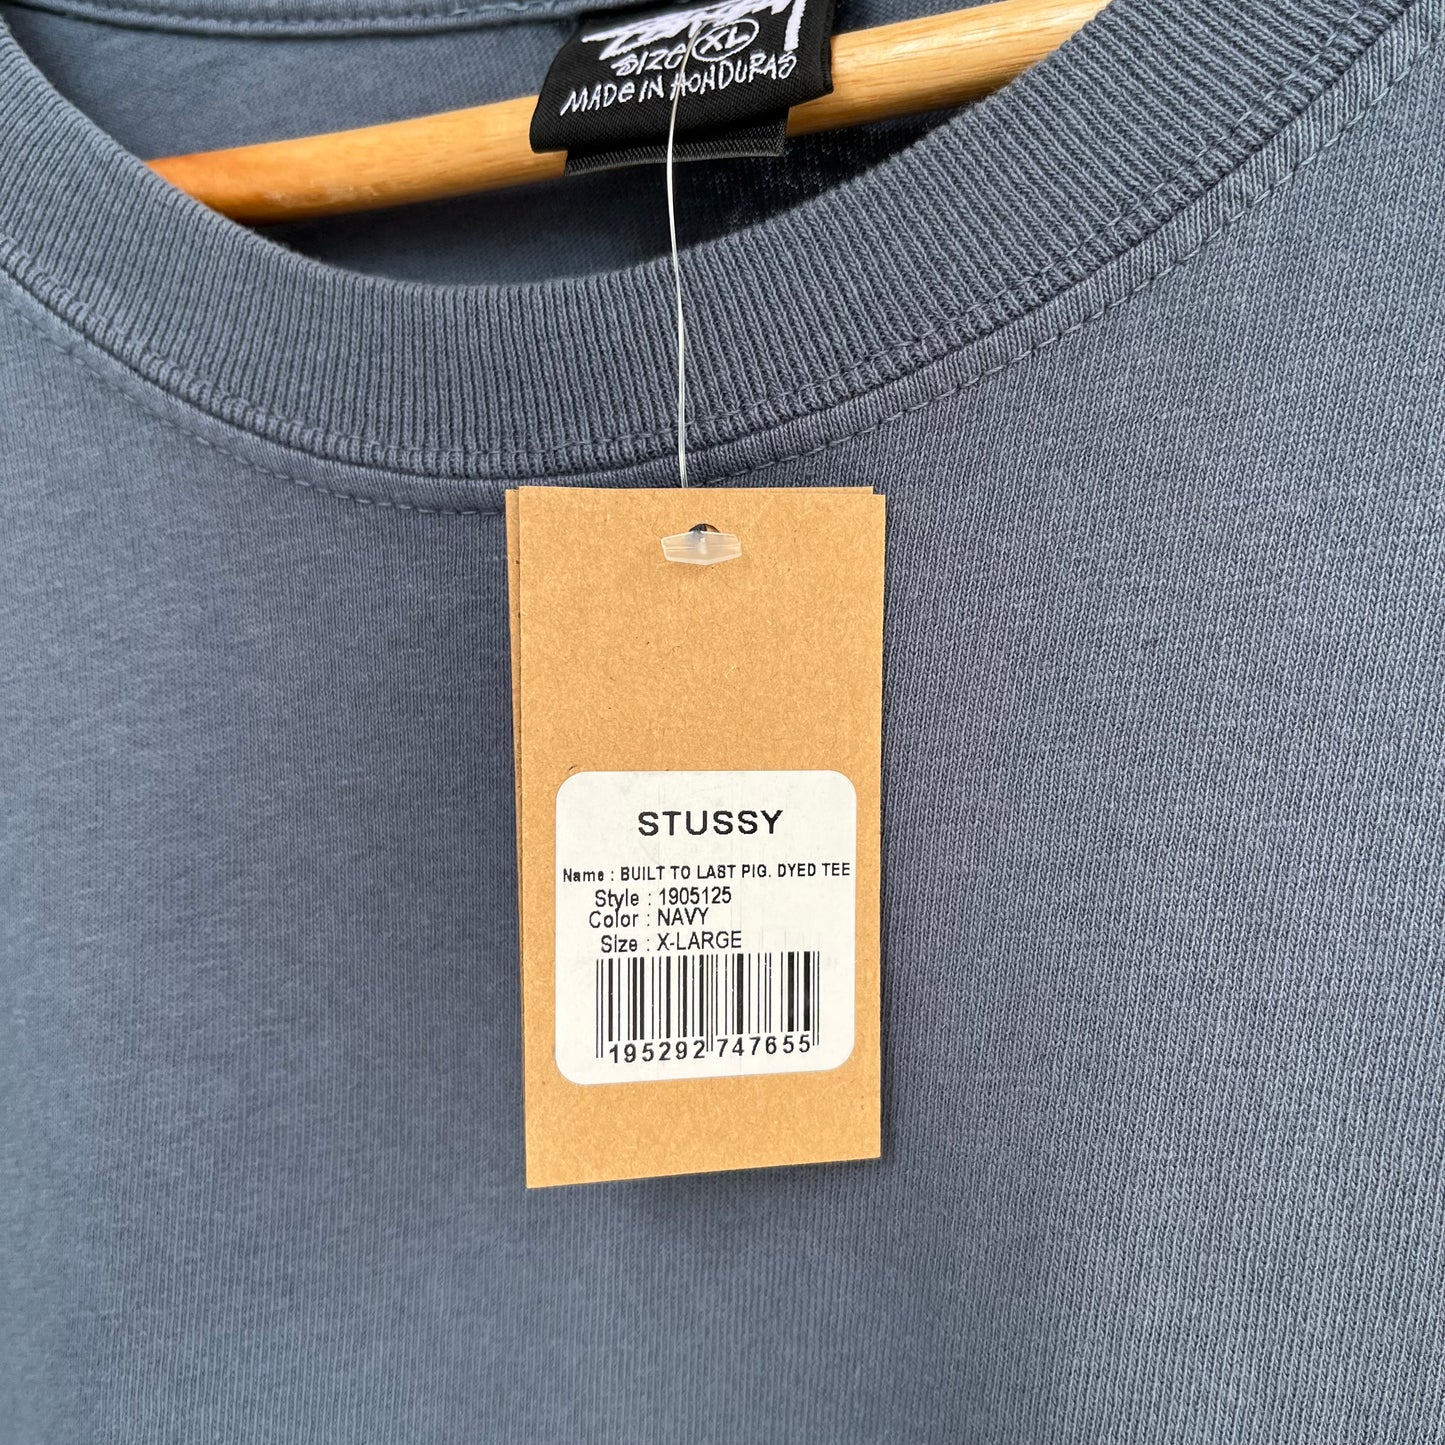 SIZE XL
MADE IN HONDURAS
STUSSY
Name : BUILT TO LAST PIG. DYED TEE
Style : 1905125
Color : NAVY
Size : X-LARGE
195292 747655